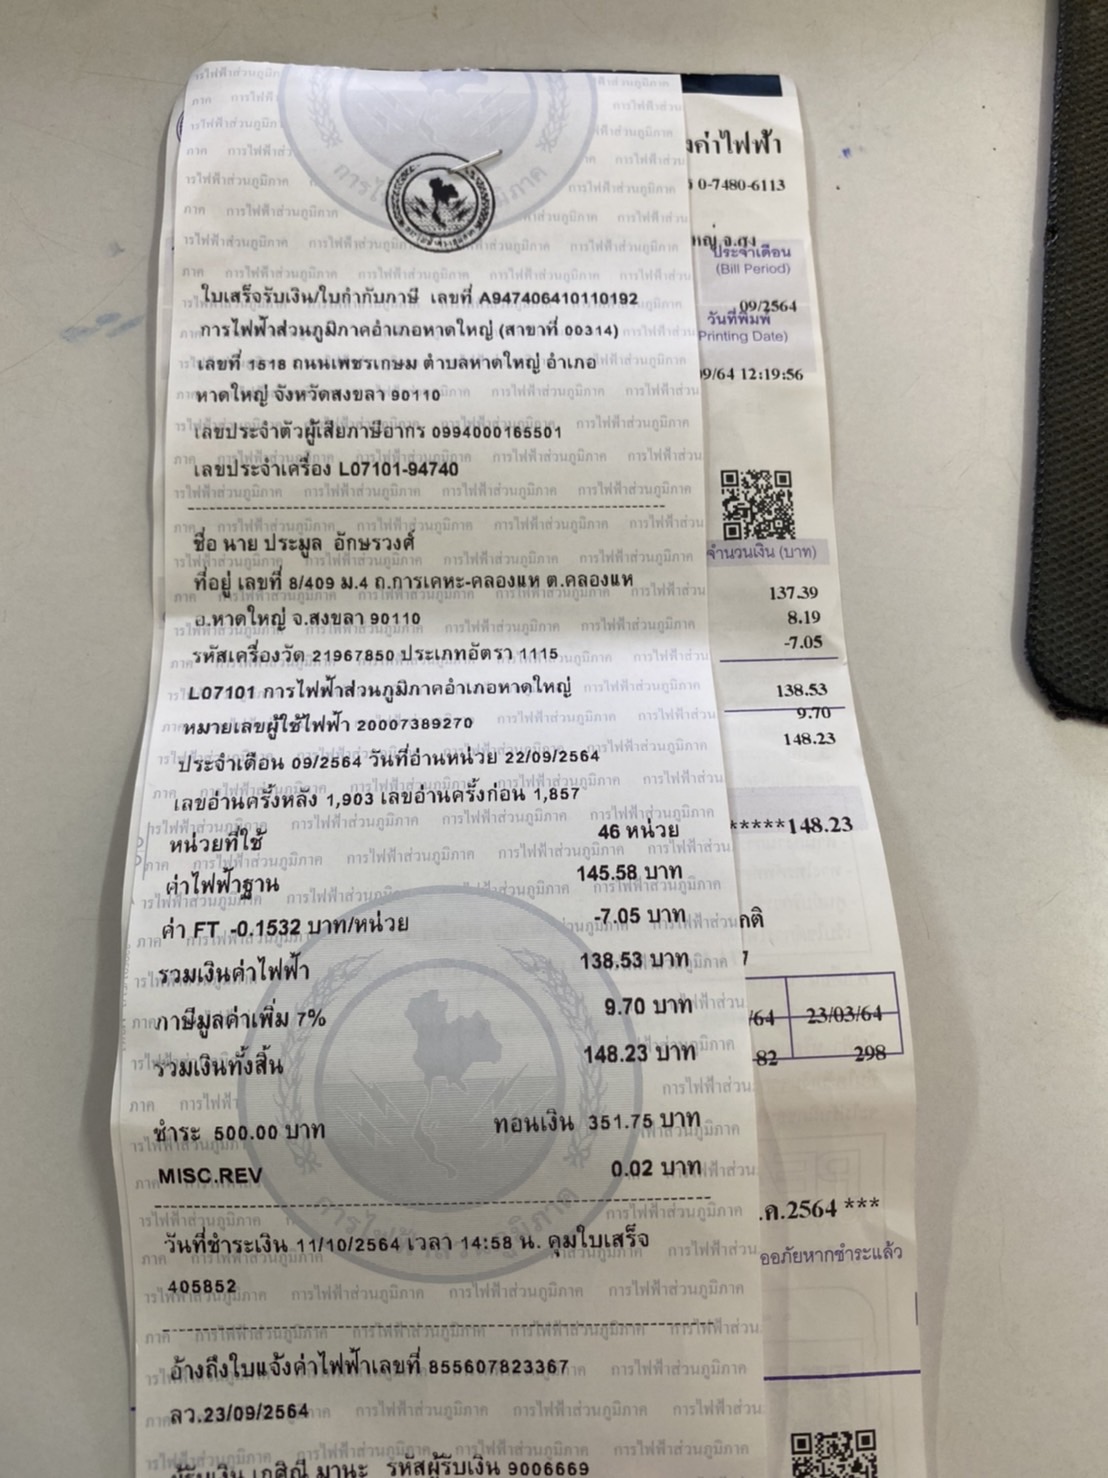 ใบเสร็จรับเงิน/ใบกำกับภาษี เลขที่ A947406410110192
การไฟฟ้าส่วนภูมิภาคอำเภอหาดใหญ่ (สาขาที่ 00314)
เลขที่ 1518 ถนนเพชรเกษม ตำบลหาดใหญ่ อำเภอ
หาดใหญ่ จังหวัดสงขลา 90110
เลขประจำตัวผู้เสียภาษีอากร 0994000165501
เลขประจำเครื่อง L07101-94740
ชื่อ นาย ประมูล อักษรวงศ์
ที่อยู่ เลขที่ 8/409 ม.4 ถ.การเคหะ-คลองแห ต.คลองแห
อ.หาดใหญ่ จ.สงขลา 90110
รหัสเครื่องวัด 21967850 ประเภทอัตรา 1115
L07101 การไฟฟ้าส่วนภูมิภาคอำเภอหาดใหญ่
หมายเลขผู้ใช้ไฟฟ้า 20007389270
ประจำเดือน 09/2564 วันที่อ่านหน่วย 22/09/2564
เลขอ่านครั้งหลัง 1,903 เลขอ่านครั้งก่อน 1,857
หน่วยที่ใช้ 46 หน่วย
ค่าไฟฟ้าฐาน 145.58 บาท
ค่า FT -0.1532 บาท/หน่วย -7.05 บาท
รวมเงินค่าไฟฟ้า 138.53 บาท
ภาษีมูลค่าเพิ่ม 7% 9.70 บาท
รวมเงินทั้งสิ้น 148.23 บาท
ชำระ 500.00 บาท ทอนเงิน 351.75 บาท
MISC.REV 0.02 บาท
วันที่ชำระเงิน 11/10/2564 เวลา 14:58 น. คุมใบเสร็จ
405852
อ้างถึงใบแจ้งค่าไฟฟ้าเลขที่ 855607823367
ลว.23/09/2564
ผู้รับเงิน เกศิณี มานะ รหัสผู้รับเงิน 9006669
ค่าไฟฟ้า
0-7480-6113
ประจำเดือน
(Bill Period)
09/2564
วันที่พิมพ์
Printing Date)
09/64 12:19:56
จำนวนเงิน (บาท)
137.39
8.19
-7.05
138.53
9.70
148.23
*****148.23
/64 23/03/64
82 298
.ค.2564 ***
ออภัยหากชำระแล้ว